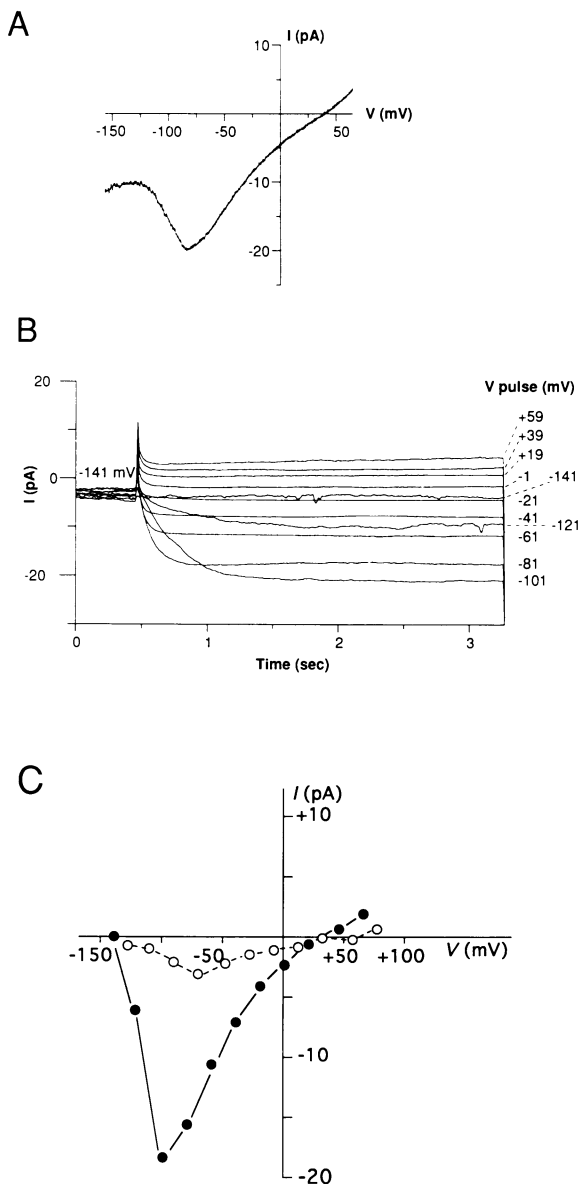 A
I (pA)
10
-150 -100 -50 50
V (mV)
-10
-20
B
V pulse (mV)
20
+59
+39
+19
-141 mV
0
-1
-141
(pA)
-21
-41
-121
-61
-81
-20
-101
0 1 2 3
Time (sec)
C
I (pA)
+10
-150 -50 +50 +100
V (mV)
-10
-20